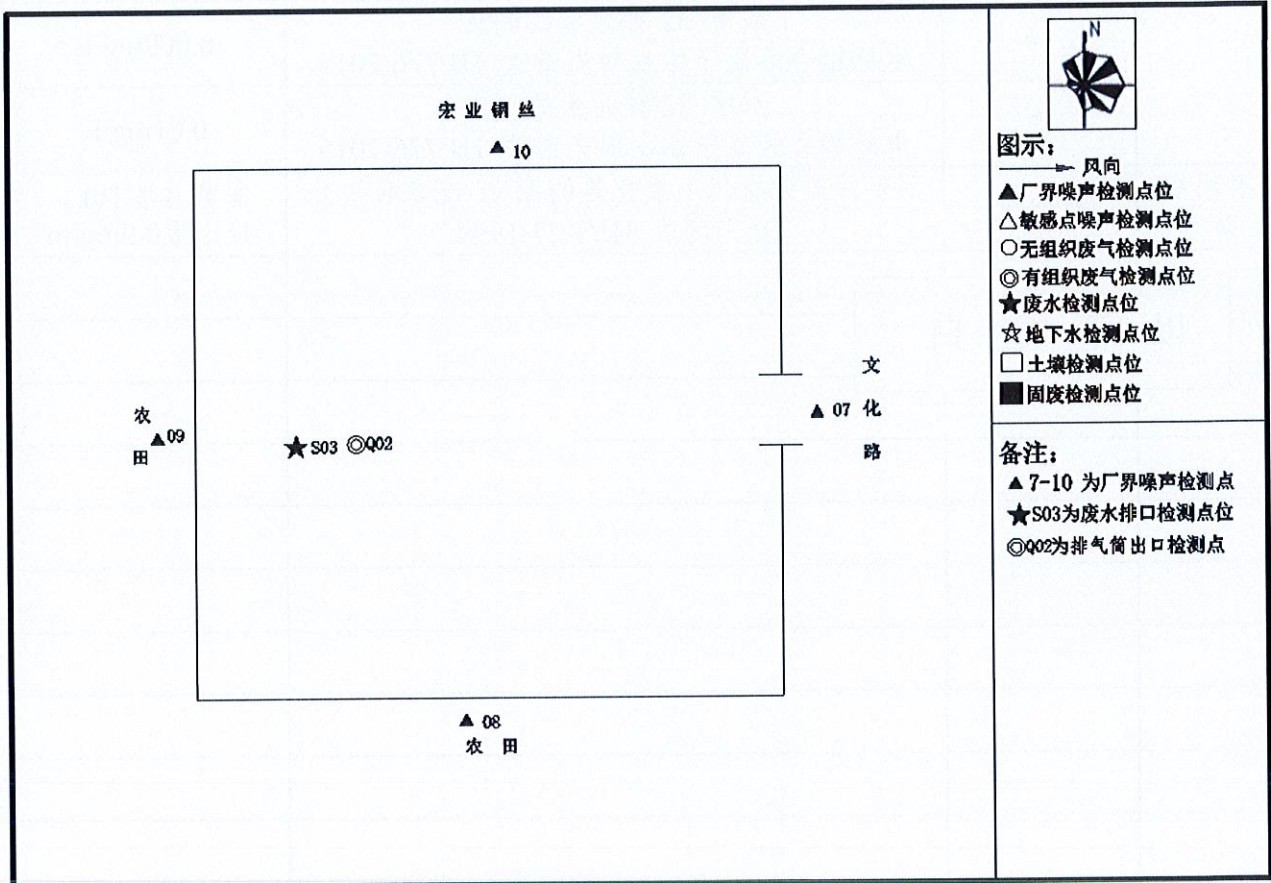 宏业钢丝
▲ 10
文
化
路
▲ 07
农
田
▲ 09
★ S03 ◎Q02
▲ 08
农 田
N
图示：
风向
▲厂界噪声检测点位
△敏感点噪声检测点位
○无组织废气检测点位
◎有组织废气检测点位
★废水检测点位
☆地下水检测点位
□土壤检测点位
■固废检测点位
备注：
▲ 7-10 为厂界噪声检测点
★S03为废水排口检测点位
◎Q02为排气筒出口检测点